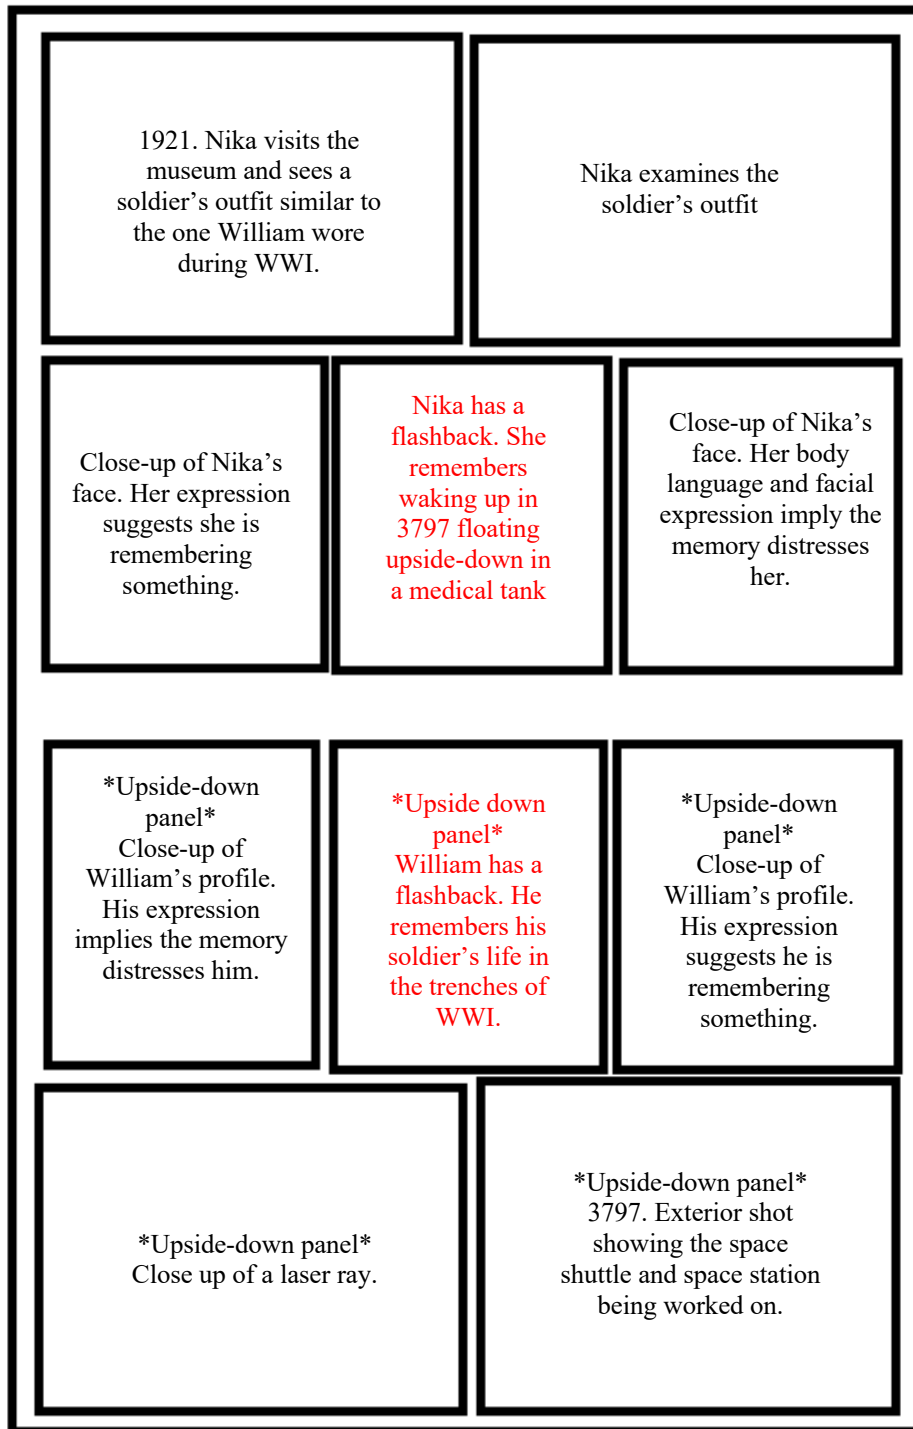 1921. Nika visits the
museum and sees a
soldier’s outfit similar to
the one William wore
during WWI.
Nika examines the
soldier’s outfit
Close-up of Nika’s
face. Her expression
suggests she is
remembering
something.
Nika has a
flashback. She
remembers
waking up in
3797 floating
upside-down in
a medical tank
Close-up of Nika’s
face. Her body
language and facial
expression imply the
memory distresses
her.
*Upside-down
panel*
Close-up of
William’s profile.
His expression
implies the memory
distresses him.
*Upside down
panel*
William has a
flashback. He
remembers his
soldier’s life in
the trenches of
WWI.
*Upside-down
panel*
Close-up of
William’s profile.
His expression
suggests he is
remembering
something.
*Upside-down panel*
Close up of a laser ray.
*Upside-down panel*
3797. Exterior shot
showing the space
shuttle and space station
being worked on.